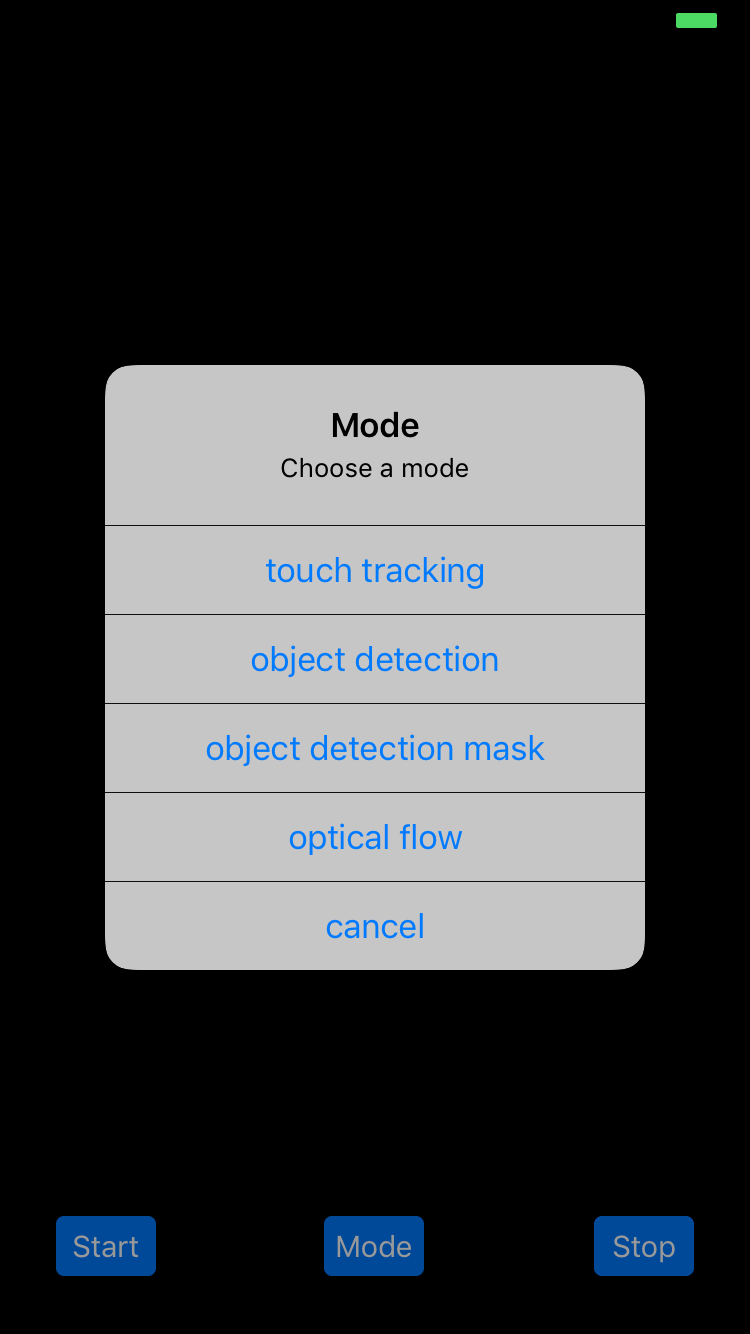 Mode
Choose a mode
touch tracking
object detection
object detection mask
optical flow
cancel
Start
Mode
Stop